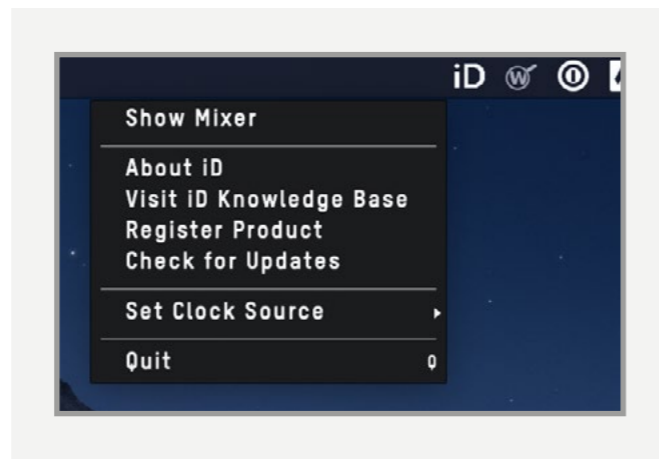 iD
Show Mixer
About iD
Visit iD Knowledge Base
Register Product
Check for Updates
Set Clock Source
Quit Q